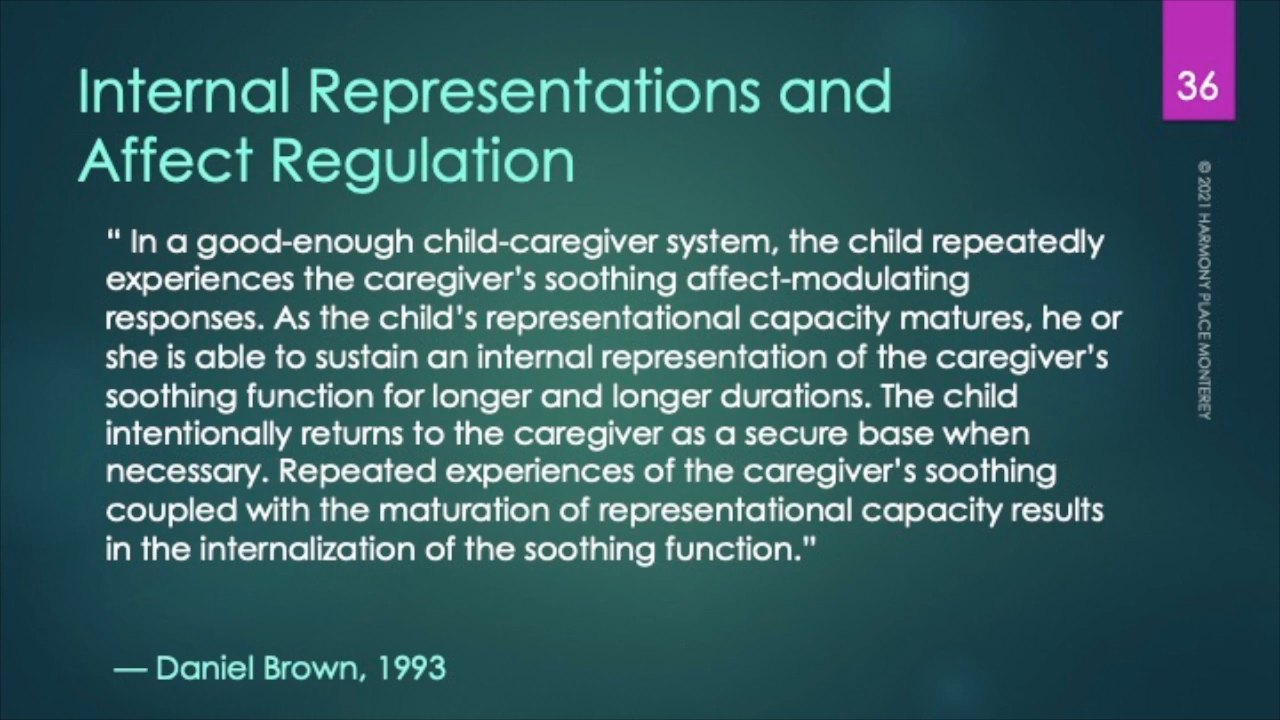 Internal Representations and
Affect Regulation
36
“ In a good-enough child-caregiver system, the child repeatedly
experiences the caregiver’s soothing affect-modulating
responses. As the child’s representational capacity matures, he or
she is able to sustain an internal representation of the caregiver’s
soothing function for longer and longer durations. The child
intentionally returns to the caregiver as a secure base when
necessary. Repeated experiences of the caregiver’s soothing
coupled with the maturation of representational capacity results
in the internalization of the soothing function.”
— Daniel Brown, 1993
© 2021 HARMONY PLACE MONTEREY